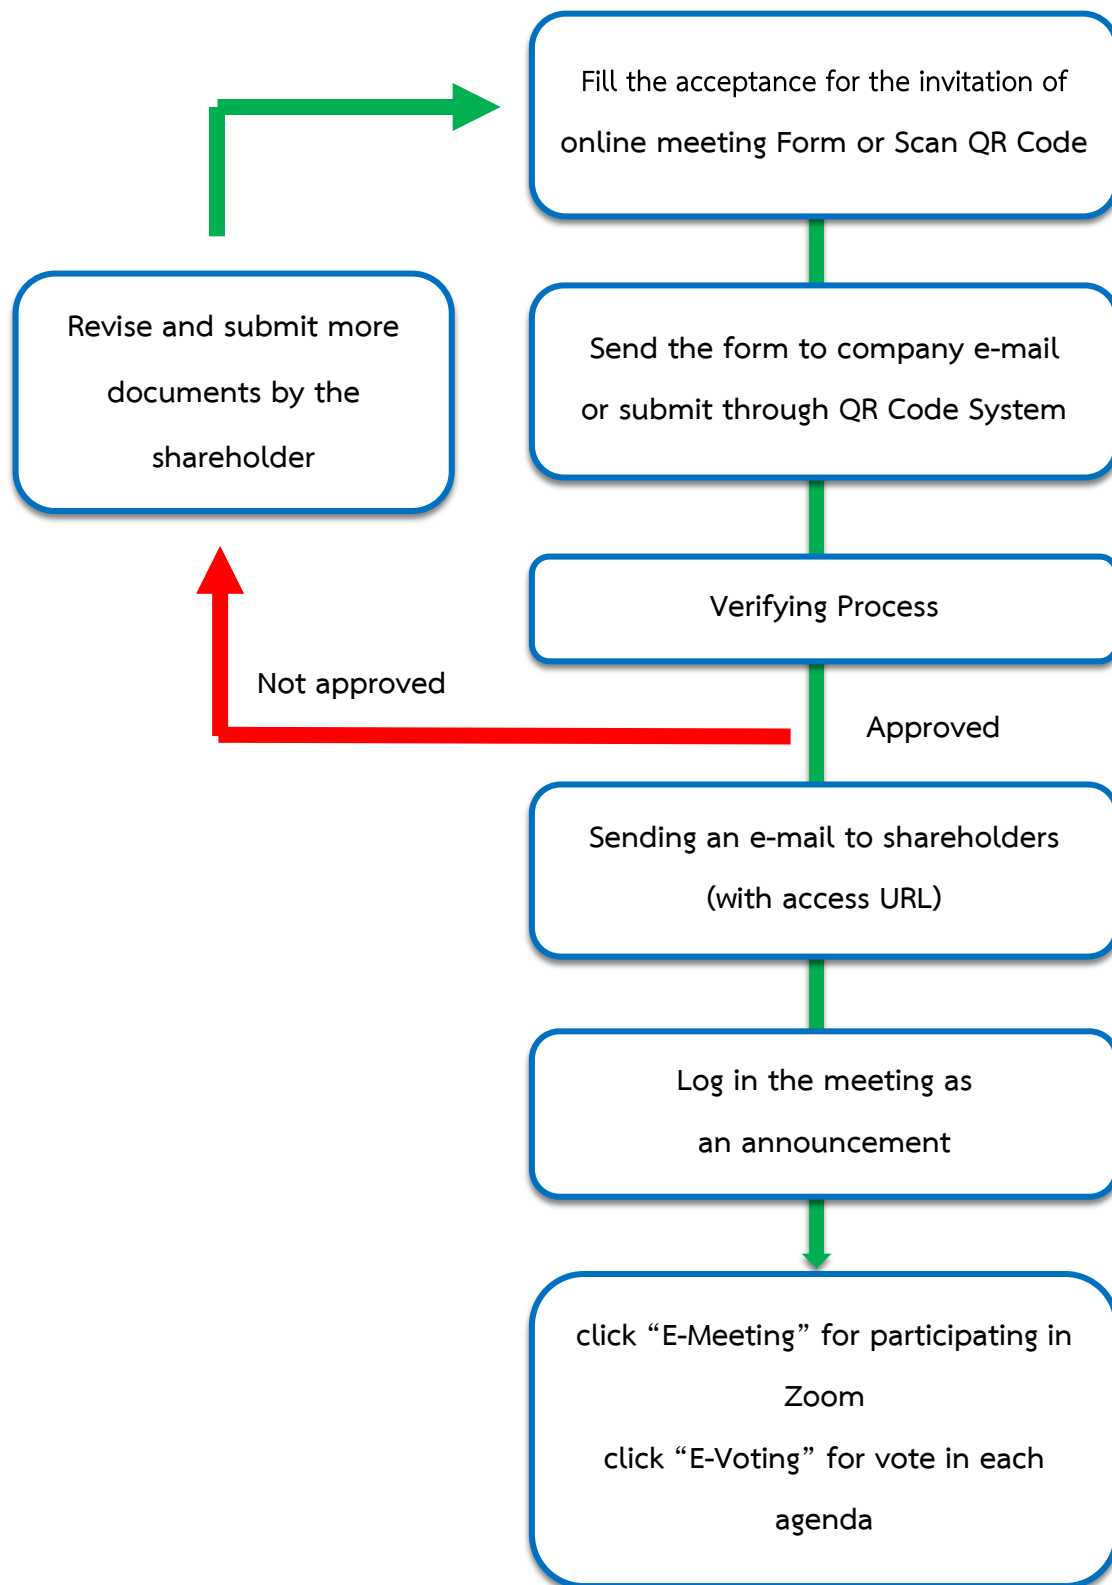 Fill the acceptance for the invitation of
online meeting Form or Scan QR Code
Revise and submit more
documents by the
shareholder
Send the form to company e-mail
or submit through QR Code System
Verifying Process
Not approved
Approved
Sending an e-mail to shareholders
(with access URL)
Log in the meeting as
an announcement
click “E-Meeting” for participating in
Zoom
click “E-Voting” for vote in each
agenda